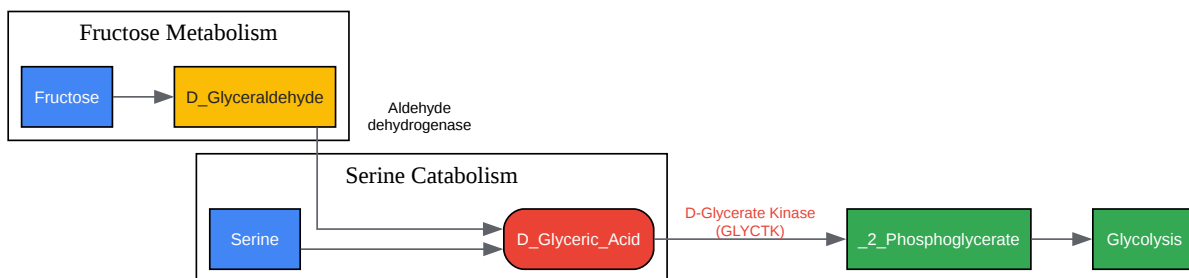 Fructose Metabolism
Fructose
D_Glyceraldehyde
Aldehyde
dehydrogenase
Serine Catabolism
Serine
D_Glyceric_Acid
D-Glycerate Kinase
(GLYCTK)
_2_Phosphoglycerate
Glycolysis